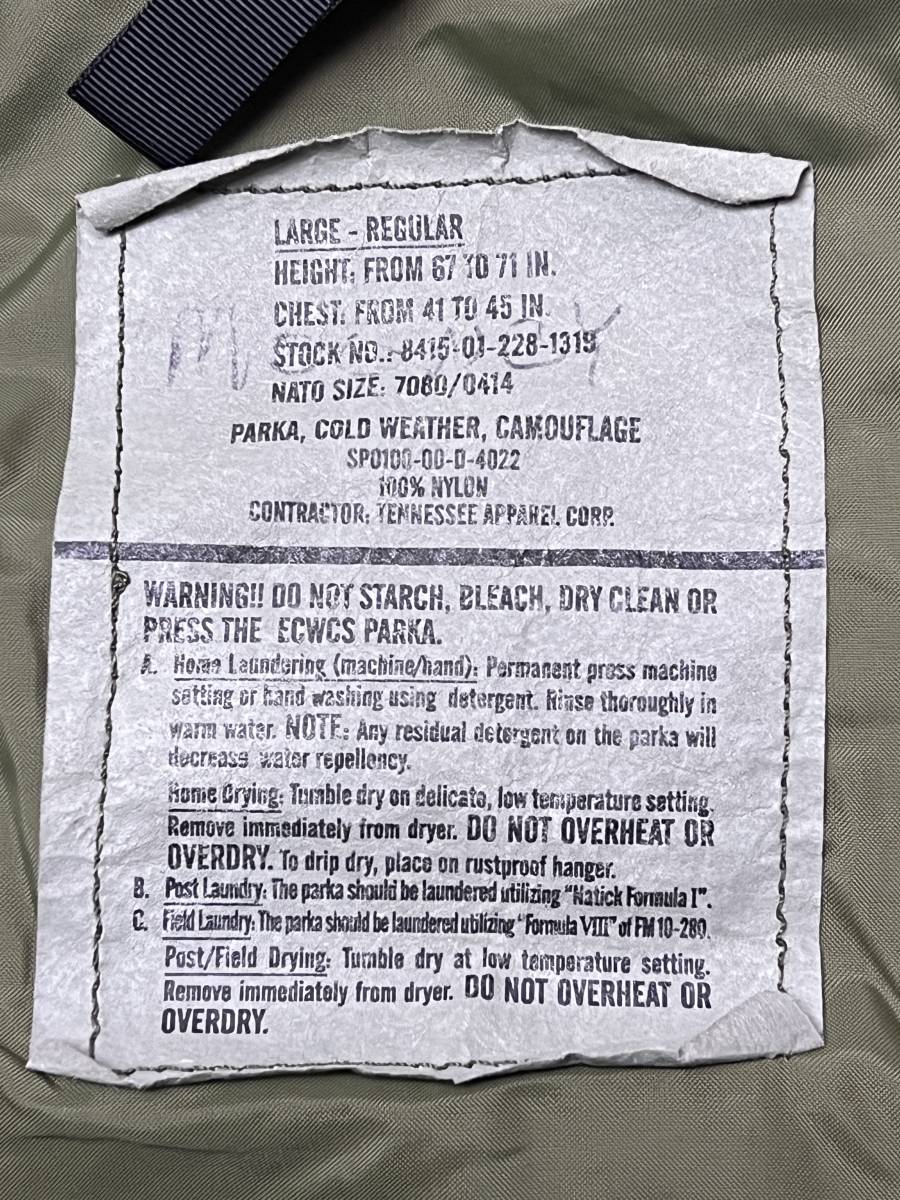 LARGE - REGULAR
HEIGHT: FROM 67 TO 71 IN.
CHEST: FROM 41 TO 45 IN.
STOCK NO.: 8415-01-228-1319
NATO SIZE: 7080/0414
PARKA, COLD WEATHER, CAMOUFLAGE
SPO100-00-D-4022
100% NYLON
CONTRACTOR: TENNESSEE APPAREL CORP.
WARNING!! DO NOT STARCH, BLEACH, DRY CLEAN OR
PRESS THE ECWCS PARKA.
A. Home Laundering (machine/hand): Permanent press machine
setting or hand washing using detergent. Rinse thoroughly in
warm water. NOTE: Any residual detergent on the parka will
decrease water repellency.
Home Drying: Tumble dry on delicate, low temperature setting.
Remove immediately from dryer. DO NOT OVERHEAT OR
OVERDRY. To drip dry, place on rustproof hanger.
B. Post Laundry: The parka should be laundered utilizing "Natick Formula I".
C. Field Laundry: The parka should be laundered utilizing "Formula VIII" of FM 10-280.
Post/Field Drying: Tumble dry at low temperature setting.
Remove immediately from dryer. DO NOT OVERHEAT OR
OVERDRY.